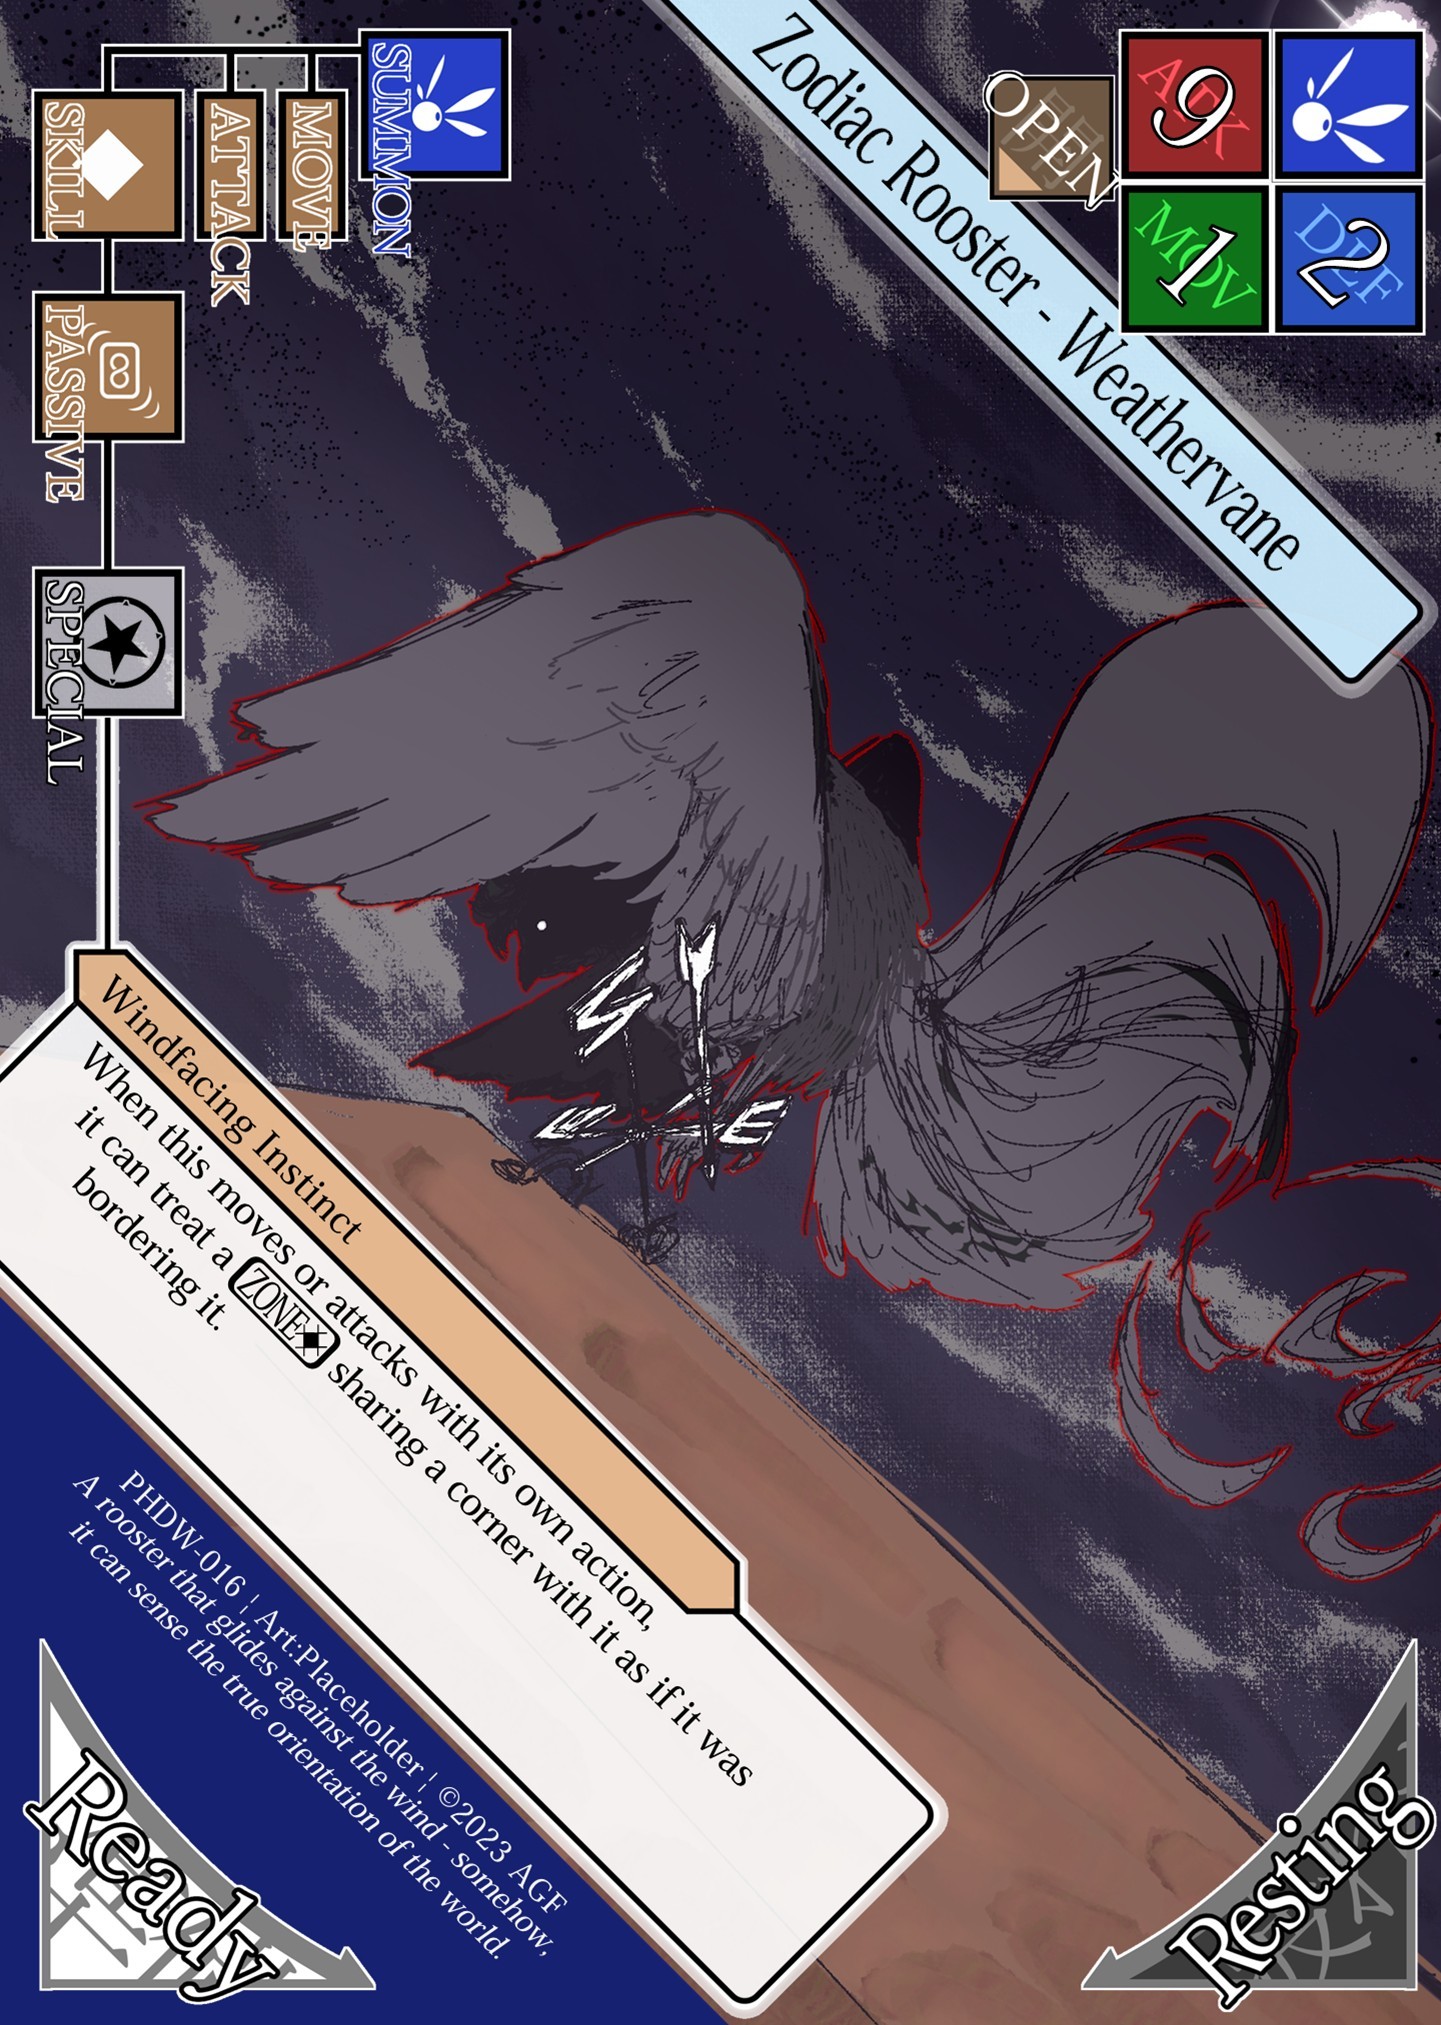 SUMMON
MOVE
ATTACK
SKILL
PASSIVE
SPECIAL
Zodiac Rooster - Weathervane
OPEN
ATK
9
MOV
1
DEF
2
S
E
Windfacing Instinct
When this moves or attacks with its own action,
it can treat a ZONE sharing a corner with it as if it was
bordering it.
PHDW-016 ¦ Art:Placeholder ¦ ©2023 AGF
A rooster that glides against the wind - somehow,
it can sense the true orientation of the world.
Ready
Resting